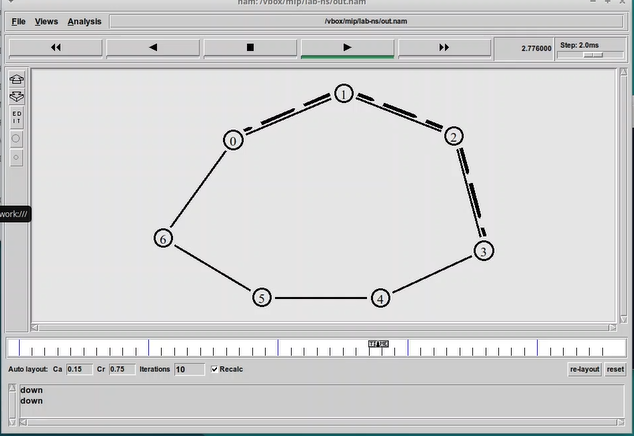 nam: /vbox/mip/lab-ns/out.nam
File Views Analysis /vbox/mip/lab-ns/out.nam
2.776000 Step: 2.0ms
E D
I T
1
0
2
work:///
6
3
5
4
TIME
Auto layout: Ca 0.15 Cr 0.75 Iterations 10 Recalc re-layout reset
down
down